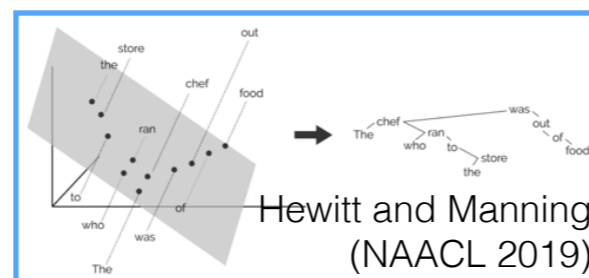 out
store
the
chef
food
ran
to
who
of
was
The
was
chef
out
The
ran
of
who
to
food
store
the
Hewitt and Manning
(NAACL 2019)